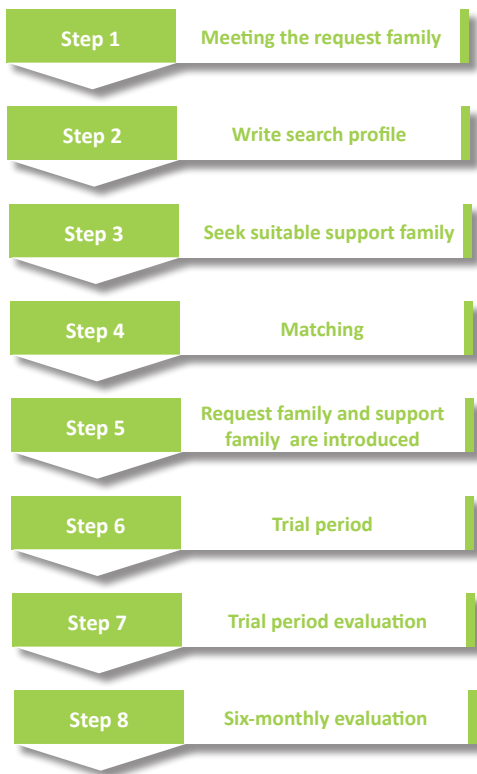 Step 1
Meeting the request family
Step 2
Write search profile
Step 3
Seek suitable support family
Step 4
Matching
Step 5
Request family and support
family are introduced
Step 6
Trial period
Step 7
Trial period evaluation
Step 8
Six-monthly evaluation